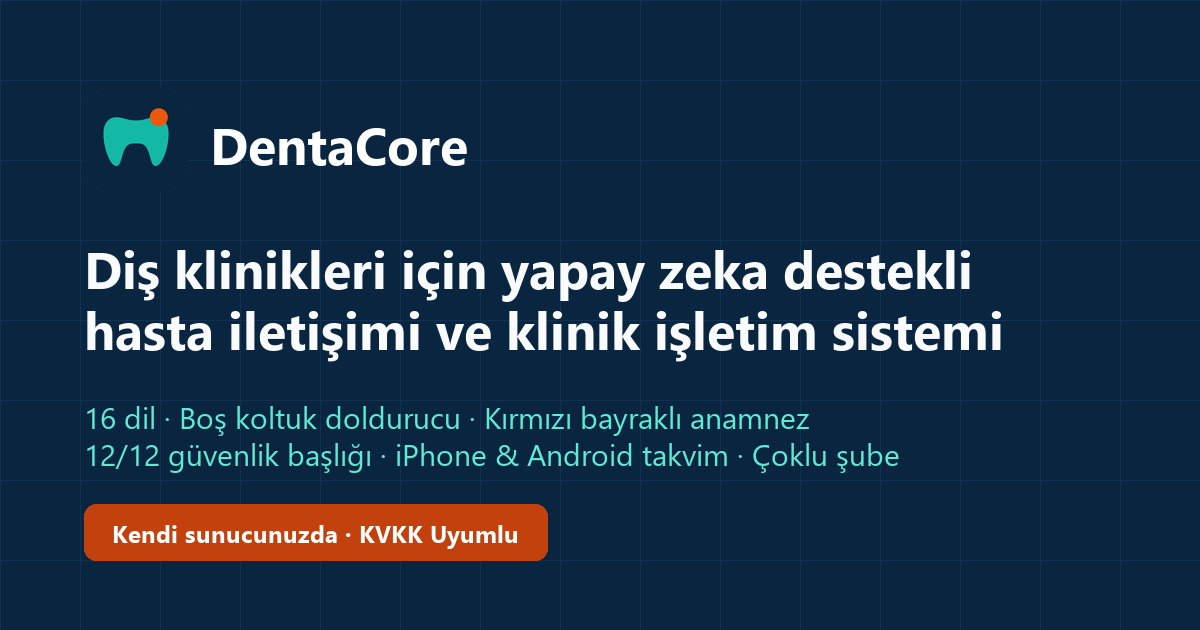 DentaCore
Diş klinikleri için yapay zeka destekli
hasta iletişimi ve klinik işletim sistemi
16 dil · Boş koltuk doldurucu · Kırmızı bayraklı anamnez
12/12 güvenlik başlığı · iPhone & Android takvim · Çoklu şube
Kendi sunucunuzda · KVKK Uyumlu